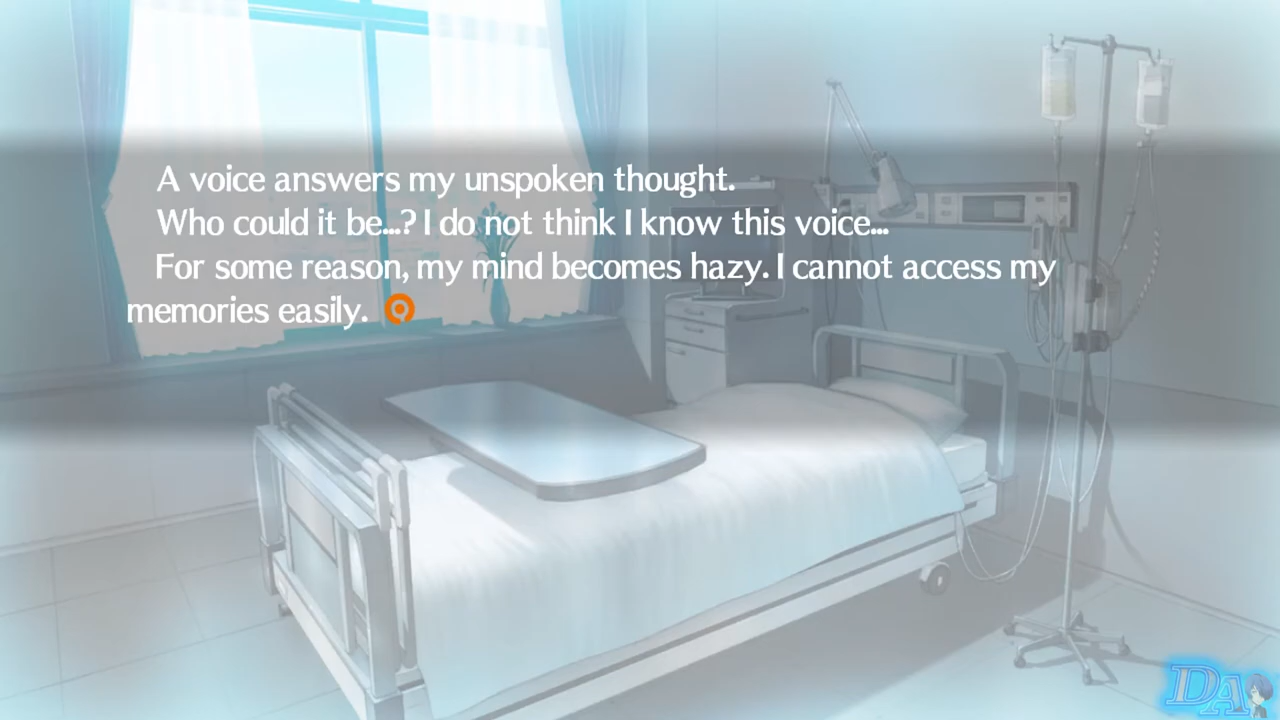 A voice answers my unspoken thought.
Who could it be...? I do not think I know this voice...
For some reason, my mind becomes hazy. I cannot access my
memories easily.
DA